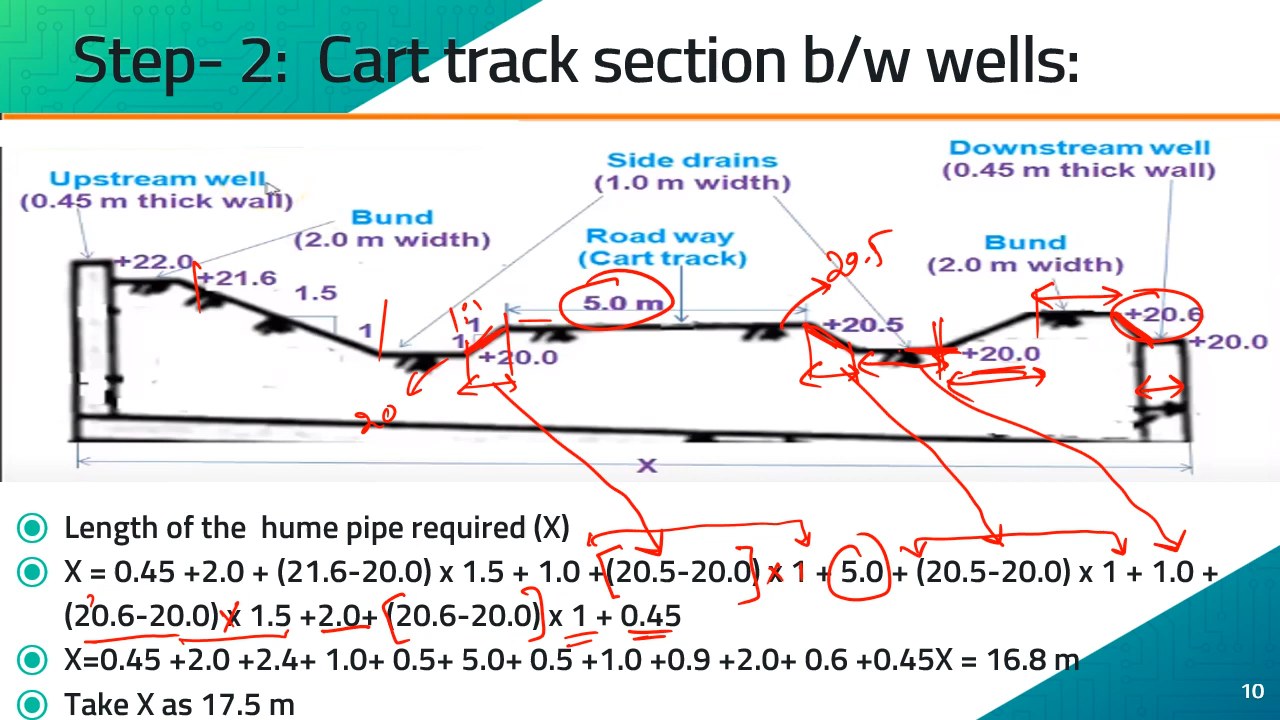 Step- 2: Cart track section b/w wells:
Downstream well
(0.45 m thick wall)
Side drains
(1.0 m width)
Upstream well
(0.45 m thick wall)
Bund
(2.0 m width)
Road way
(Cart track)
Bund
(2.0 m width)
20.5
+22.0
+21.6
1.5
1
1:1
5.0 m
1
1
+20.5
+20.6
+20.0
+20.0
+20.0
20
X
Length of the hume pipe required (X)
X = 0.45 +2.0 + (21.6-20.0) x 1.5 + 1.0 +(20.5-20.0) x 1 + 5.0 + (20.5-20.0) x 1 + 1.0 +
(20.6-20.0) x 1.5 +2.0+ (20.6-20.0) x 1 + 0.45
X=0.45 +2.0 +2.4+ 1.0+ 0.5+ 5.0+ 0.5 +1.0 +0.9 +2.0+ 0.6 +0.45X = 16.8 m
Take X as 17.5 m
10